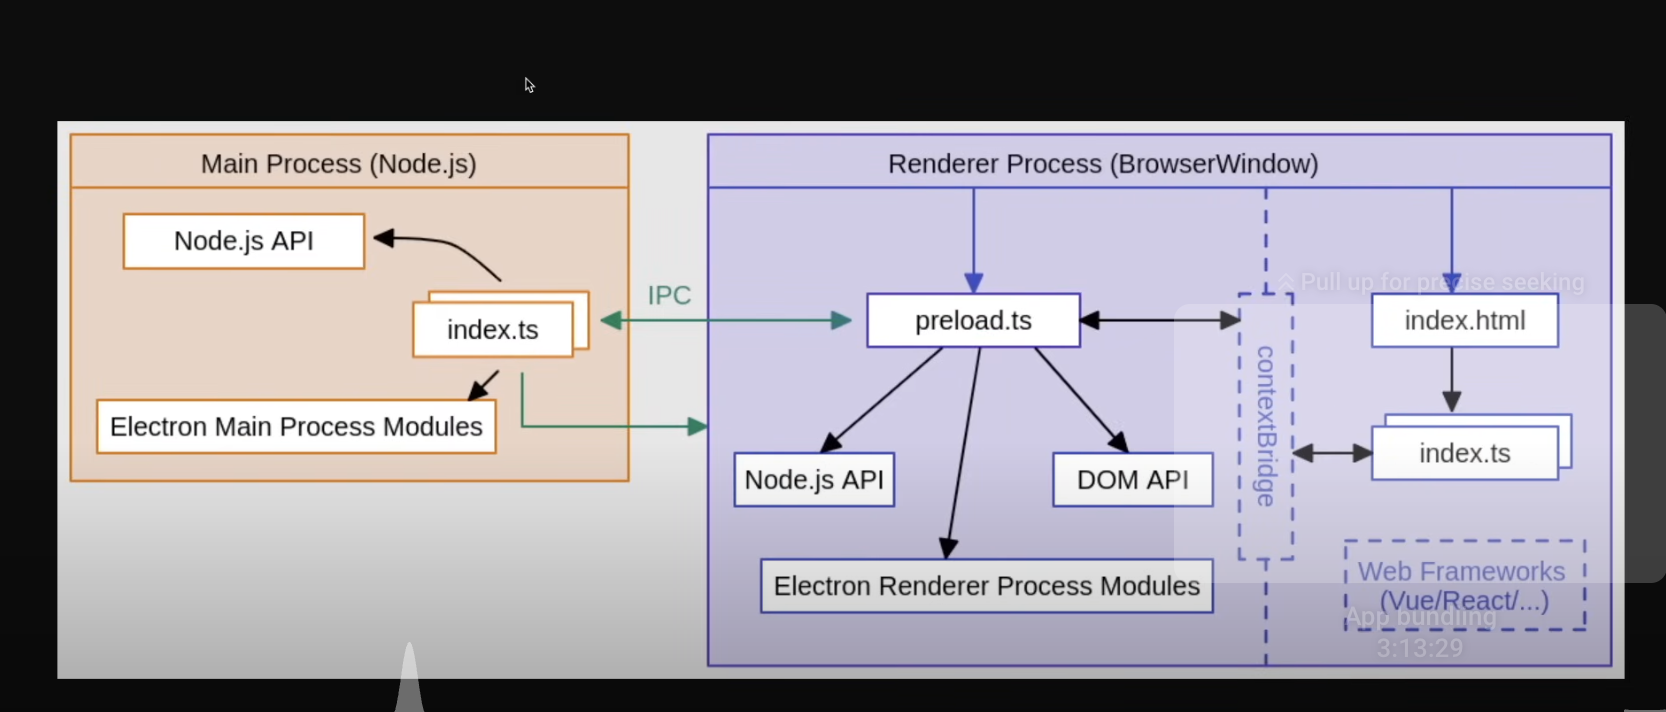 Main Process (Node.js)
Node.js API
index.ts
Electron Main Process Modules
IPC
Renderer Process (BrowserWindow)
preload.ts
Node.js API
DOM API
Electron Renderer Process Modules
contextBridge
Pull up for precise seeking
index.html
index.ts
Web Frameworks
(Vue/React/...)
App bundling
3:13:29